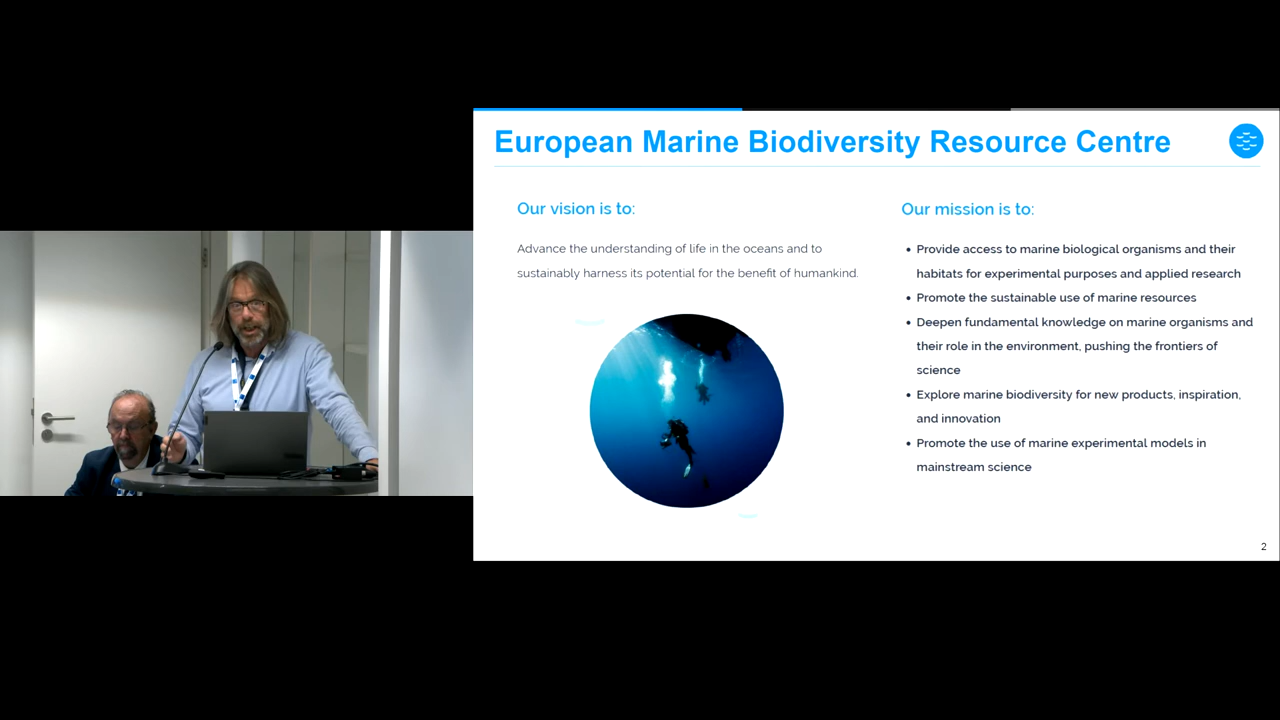 European Marine Biodiversity Resource Centre
Our vision is to:
Advance the understanding of life in the oceans and to
sustainably harness its potential for the benefit of humankind.
Our mission is to:
• Provide access to marine biological organisms and their
habitats for experimental purposes and applied research
• Promote the sustainable use of marine resources
• Deepen fundamental knowledge on marine organisms and
their role in the environment, pushing the frontiers of
science
• Explore marine biodiversity for new products, inspiration,
and innovation
• Promote the use of marine experimental models in
mainstream science
2